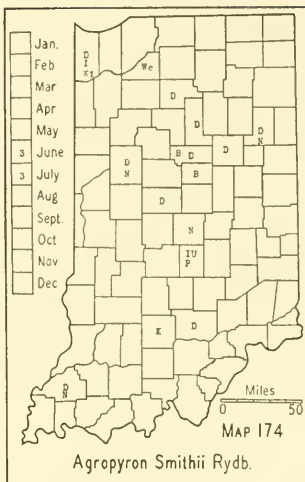 Jan.
Feb
Mar
Apr
May
3 June
3 July
Aug
Sept.
Oct
Nov
Dec
D
I
Wt
We
D
D
D
N
B D
D
D
N
B
D
N
IU
P
K
D
D
N
Miles
0 50
MAP 174
Agropyron Smithii Rydb.